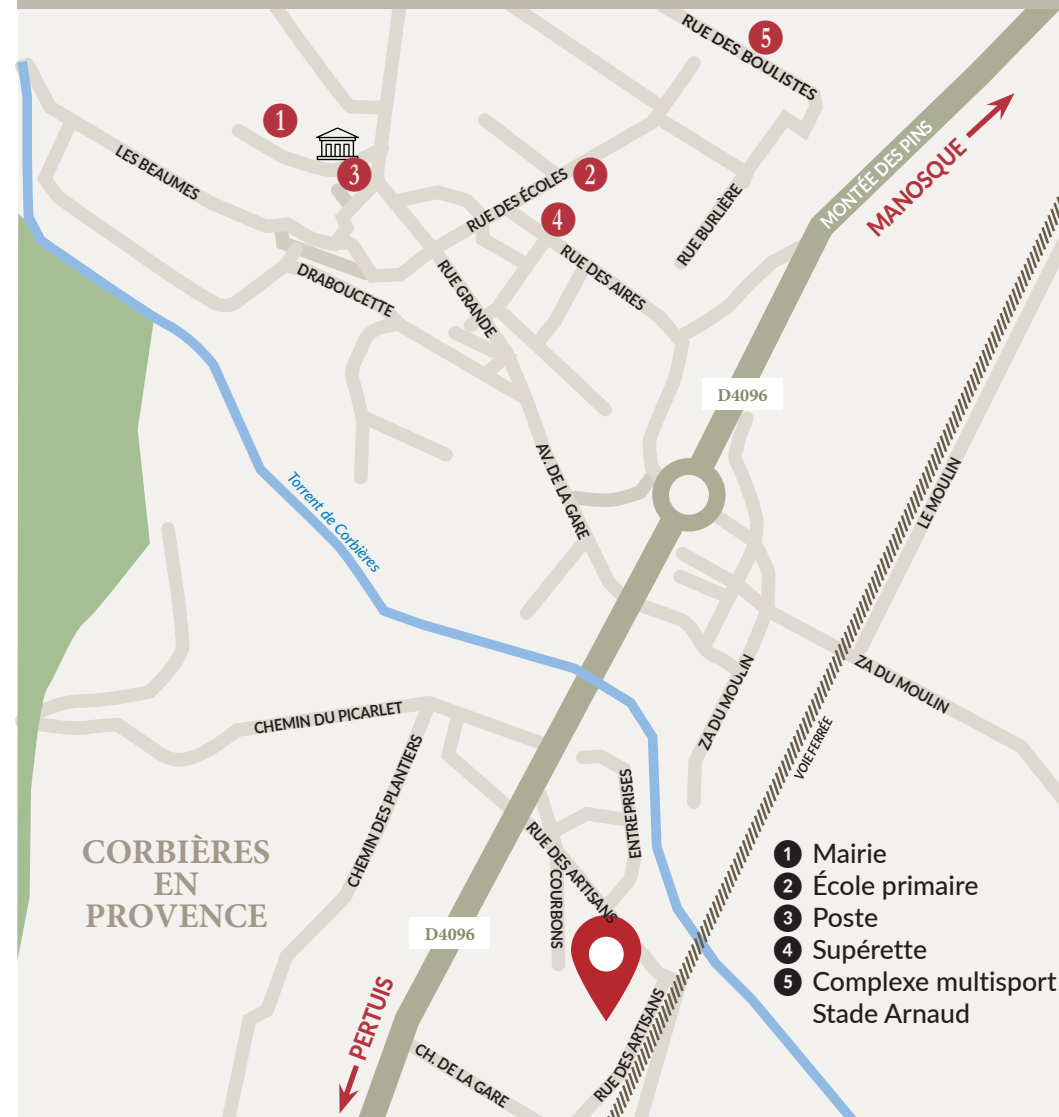 RUE DES BOULISTES
5
MONTÉE DES PINS
MANOSQUE
1
LES BEAUMES
3
RUE DES ÉCOLES
2
4
RUE BURLIÈRE
RUE DES AIRES
DRABOUCETTE
RUE GRANDE
D4096
AV. DE LA GARE
LE MOULIN
Torrent de Corbières
ZA DU MOULIN
ZA DU MOULIN
VOIE FERRÉE
CHEMIN DU PICARLET
CHEMIN DES PLANTIERS
ENTREPRISES
RUE DES ARTISANS
COURBONS
CORBIÈRES
EN
PROVENCE
D4096
PERTUIS
CH. DE LA GARE
RUE DES ARTISANS
1 Mairie
2 École primaire
3 Poste
4 Supérette
5 Complexe multisport
Stade Arnaud